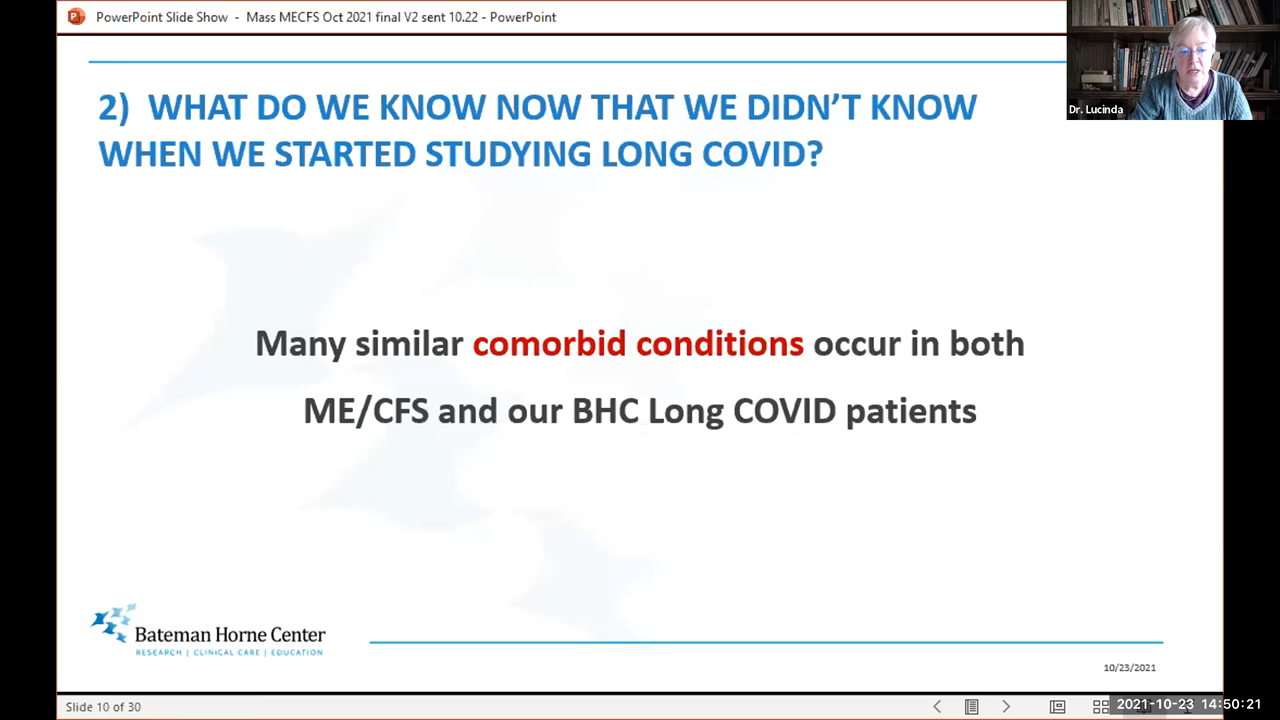 PowerPoint Slide Show - Mass MECFS Oct 2021 final V2 sent 10.22 - PowerPoint
Dr. Lucinda
2) WHAT DO WE KNOW NOW THAT WE DIDN'T KNOW
WHEN WE STARTED STUDYING LONG COVID?
Many similar comorbid conditions occur in both
ME/CFS and our BHC Long COVID patients
Bateman Horne Center
RESEARCH | CLINICAL CARE | EDUCATION
10/23/2021
Slide 10 of 30
2021-10-23 14:50:21